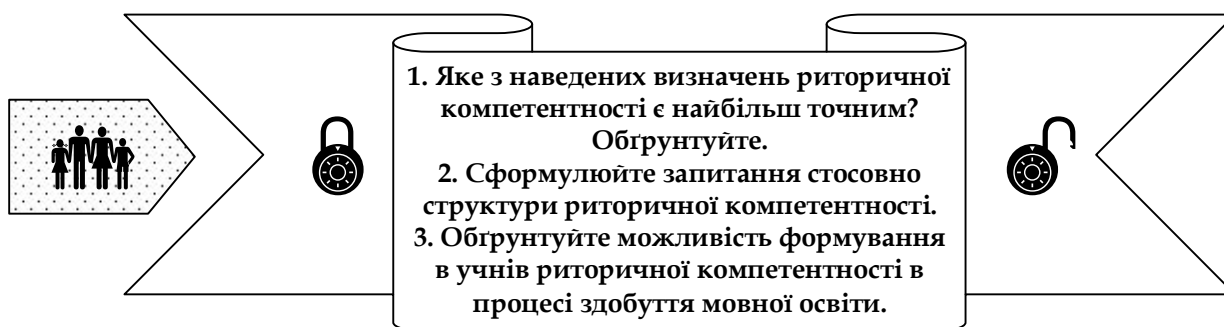 1. Яке з наведених визначень риторичної
компетентності є найбільш точним?
Обґрунтуйте.
2. Сформулюйте запитання стосовно
структури риторичної компетентності.
3. Обґрунтуйте можливість формування
в учнів риторичної компетентності в
процесі здобуття мовної освіти.